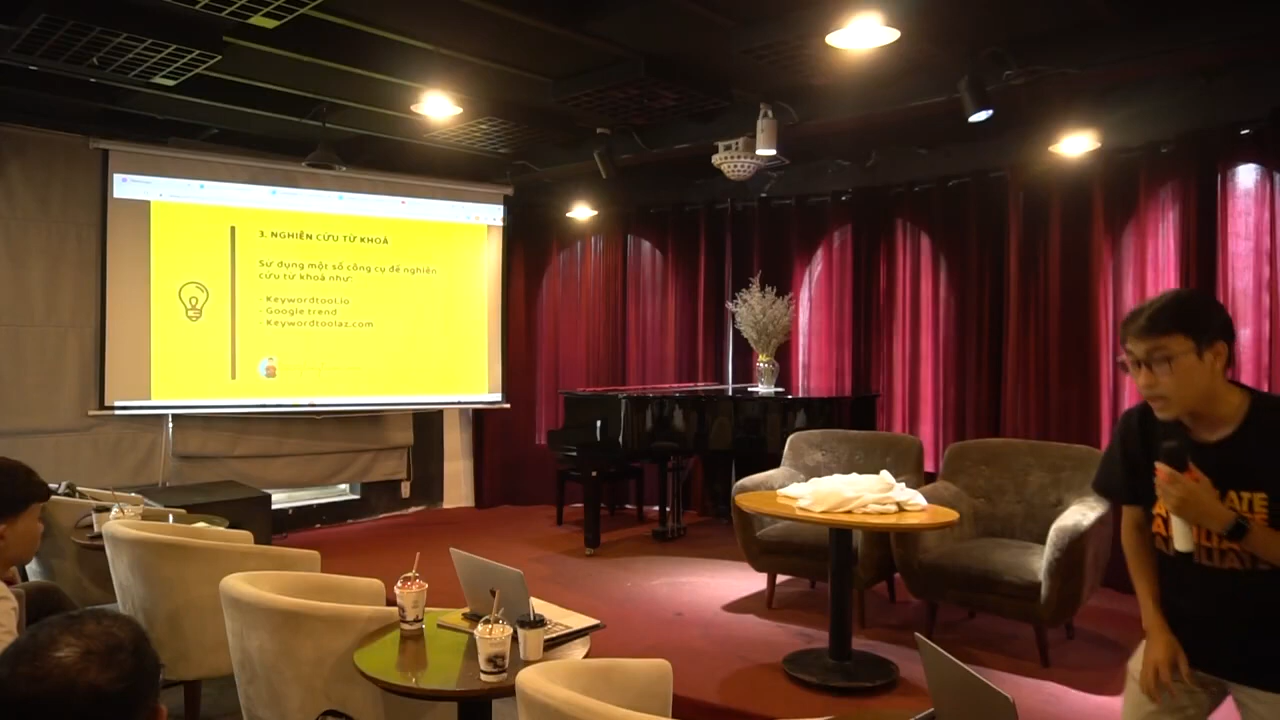 3. NGHIÊN CỨU TỪ KHOÁ
Sử dụng một số công cụ để nghiên
cứu từ khoá như:
- Keywordtool.io
- Google trend
- Keywordtoolaz.com